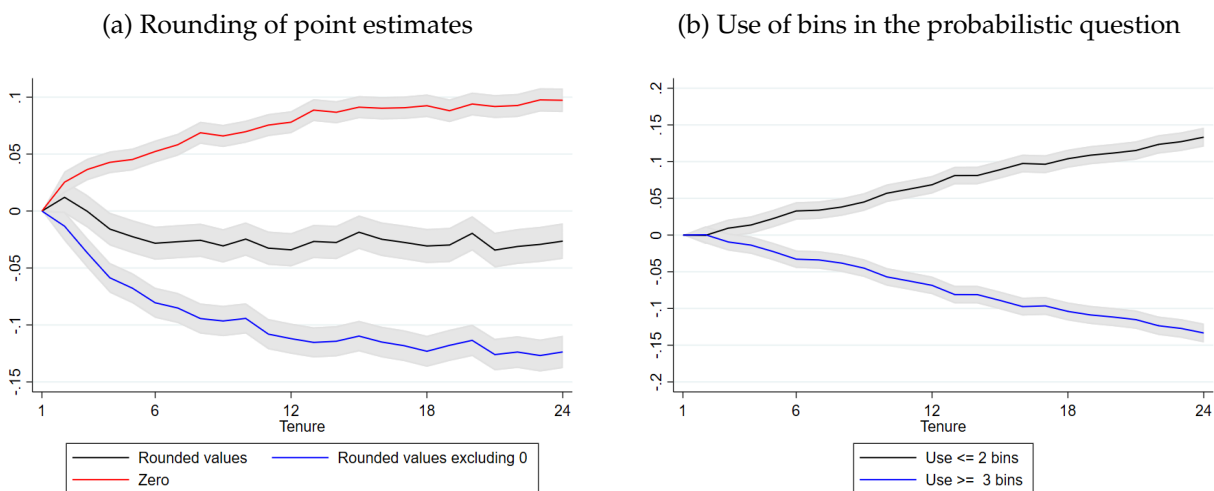 (a) Rounding of point estimates
.1
.05
0
-.05
-.1
-.15
1 6 12 18 24
Tenure
Rounded values
Rounded values excluding 0
Zero
(b) Use of bins in the probabilistic question
.2
.15
.1
.05
0
-.05
-.1
-.15
-.2
1 6 12 18 24
Tenure
Use <= 2 bins
Use >= 3 bins